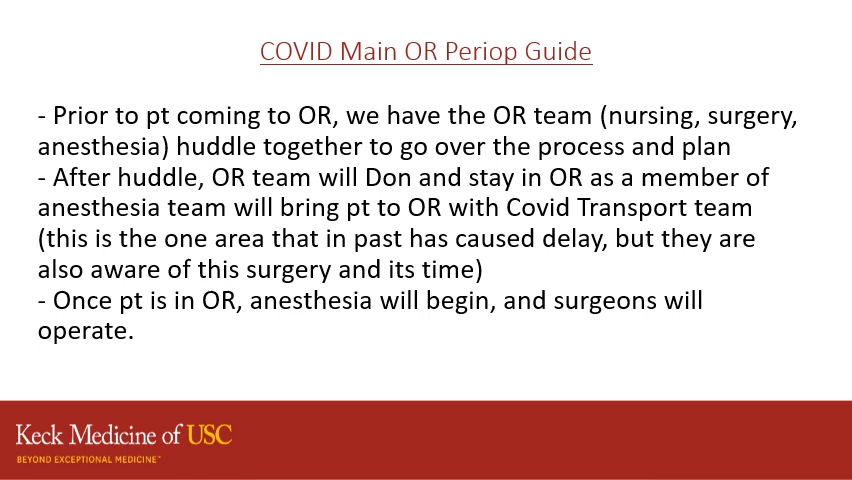 COVID Main OR Periop Guide
- Prior to pt coming to OR, we have the OR team (nursing, surgery,
anesthesia) huddle together to go over the process and plan
- After huddle, OR team will Don and stay in OR as a member of
anesthesia team will bring pt to OR with Covid Transport team
(this is the one area that in past has caused delay, but they are
also aware of this surgery and its time)
- Once pt is in OR, anesthesia will begin, and surgeons will
operate.
Keck Medicine of USC
BEYOND EXCEPTIONAL MEDICINE™